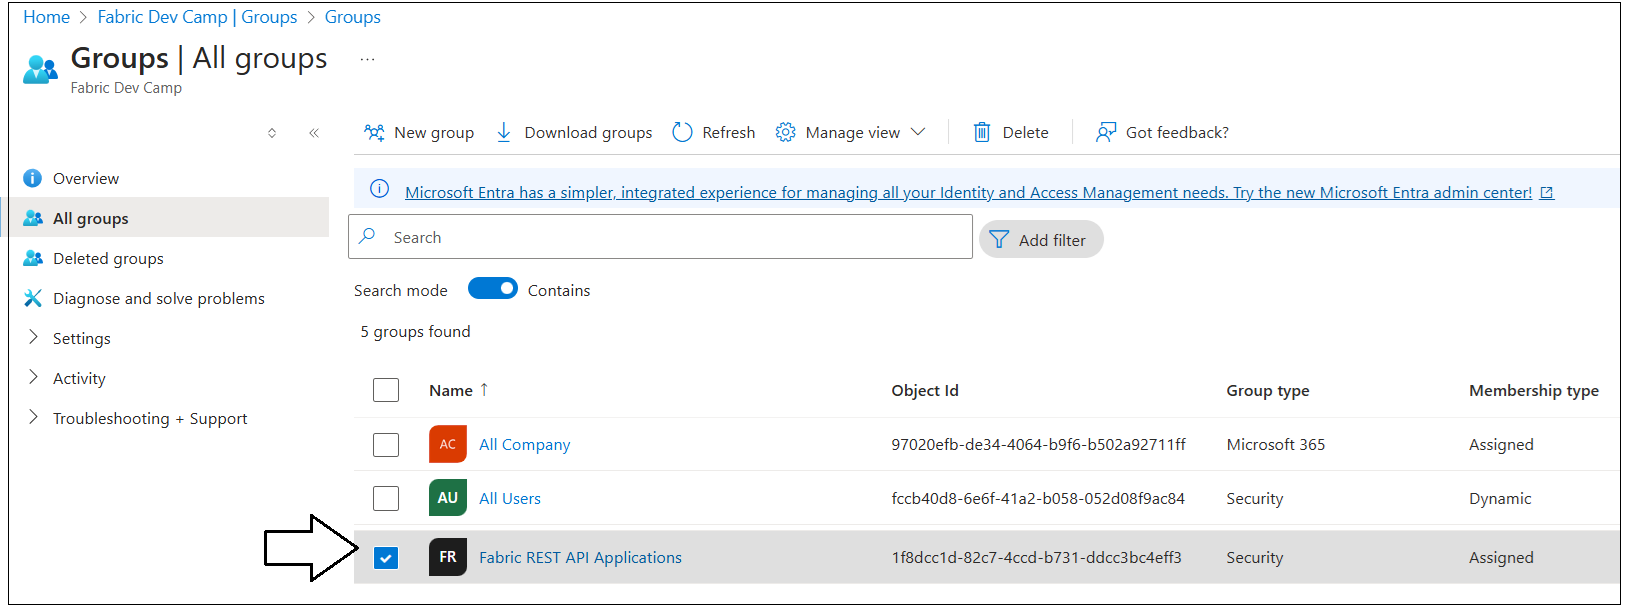 Home > Fabric Dev Camp | Groups > Groups
Groups | All groups ...
Fabric Dev Camp
New group Download groups Refresh Manage view Delete Got feedback?
Overview
All groups
Deleted groups
Diagnose and solve problems
Settings
Activity
Troubleshooting + Support
Microsoft Entra has a simpler, integrated experience for managing all your Identity and Access Management needs. Try the new Microsoft Entra admin center!
Search Add filter
Search mode Contains
5 groups found
Name ↑ Object Id Group type Membership type
AC All Company 97020efb-de34-4064-b9f6-b502a92711ff Microsoft 365 Assigned
AU All Users fccb40d8-6e6f-41a2-b058-052d08f9ac84 Security Dynamic
FR Fabric REST API Applications 1f8dcc1d-82c7-4ccd-b731-ddcc3bc4eff3 Security Assigned